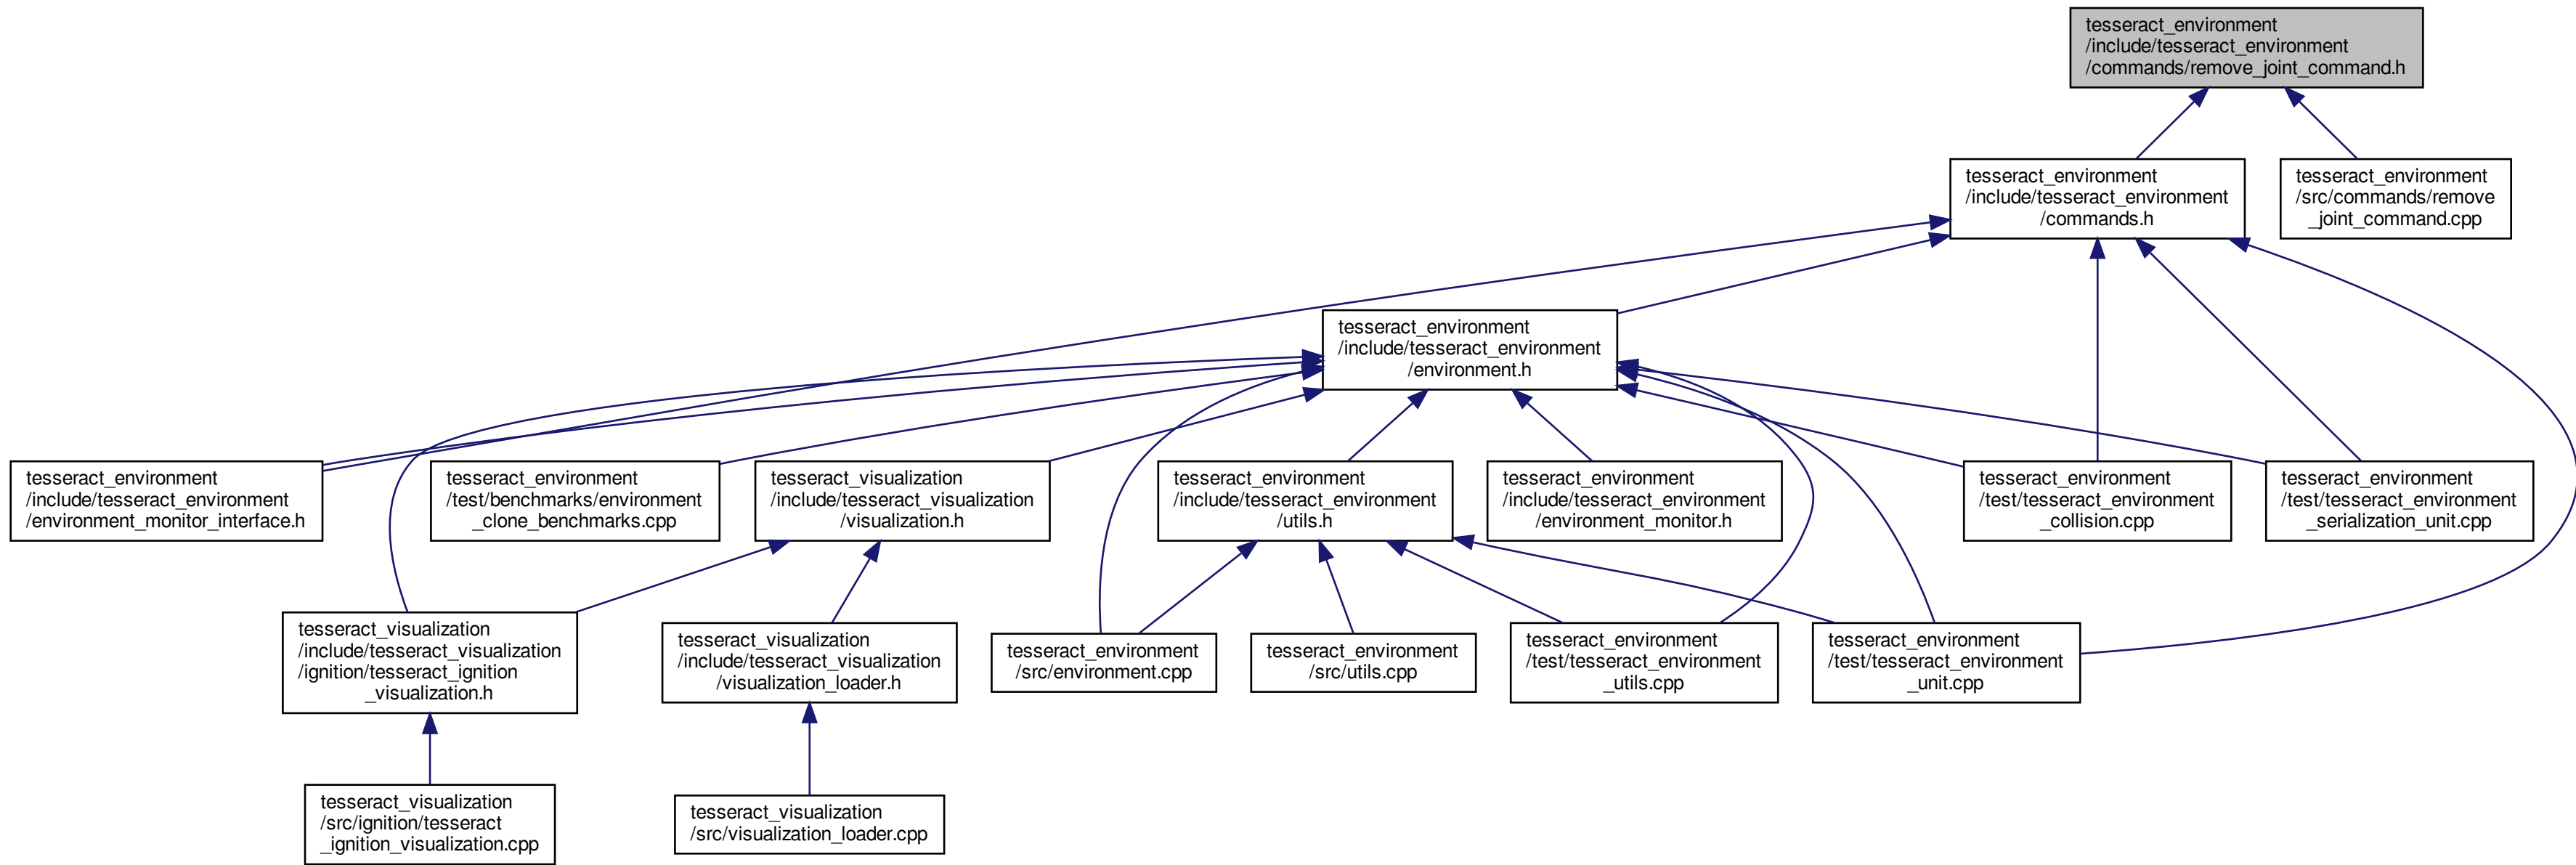 tesseract_environment
/include/tesseract_environment
/commands/remove_joint_command.h
tesseract_environment
/include/tesseract_environment
/commands.h
tesseract_environment
/src/commands/remove
_joint_command.cpp
tesseract_environment
/include/tesseract_environment
/environment.h
tesseract_environment
/include/tesseract_environment
/environment_monitor_interface.h
tesseract_environment
/test/benchmarks/environment
_clone_benchmarks.cpp
tesseract_visualization
/include/tesseract_visualization
/visualization.h
tesseract_environment
/include/tesseract_environment
/utils.h
tesseract_environment
/include/tesseract_environment
/environment_monitor.h
tesseract_environment
/test/tesseract_environment
_collision.cpp
tesseract_environment
/test/tesseract_environment
_serialization_unit.cpp
tesseract_visualization
/include/tesseract_visualization
/ignition/tesseract_ignition
_visualization.h
tesseract_visualization
/include/tesseract_visualization
/visualization_loader.h
tesseract_environment
/src/environment.cpp
tesseract_environment
/src/utils.cpp
tesseract_environment
/test/tesseract_environment
_utils.cpp
tesseract_environment
/test/tesseract_environment
_unit.cpp
tesseract_visualization
/src/ignition/tesseract
_ignition_visualization.cpp
tesseract_visualization
/src/visualization_loader.cpp